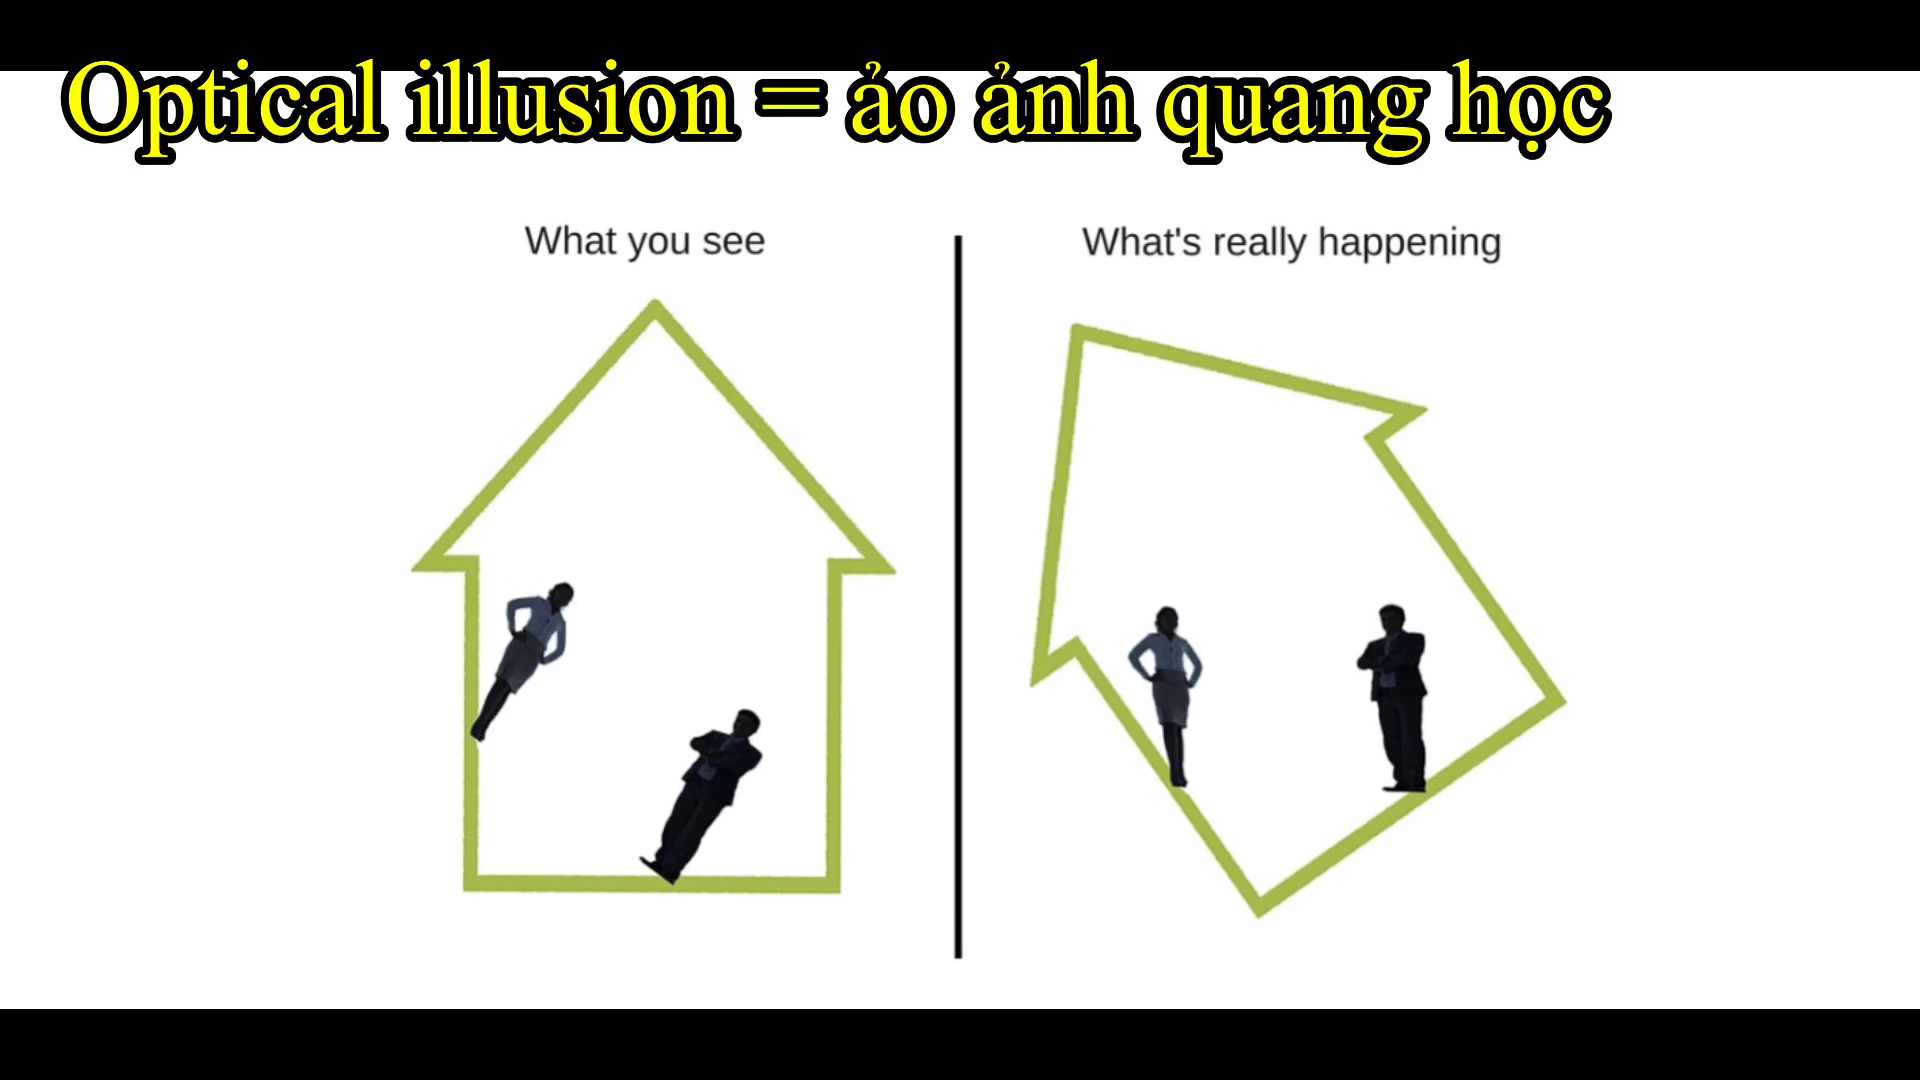 Optical illusion = ảo ảnh quang học
What you see
What's really happening